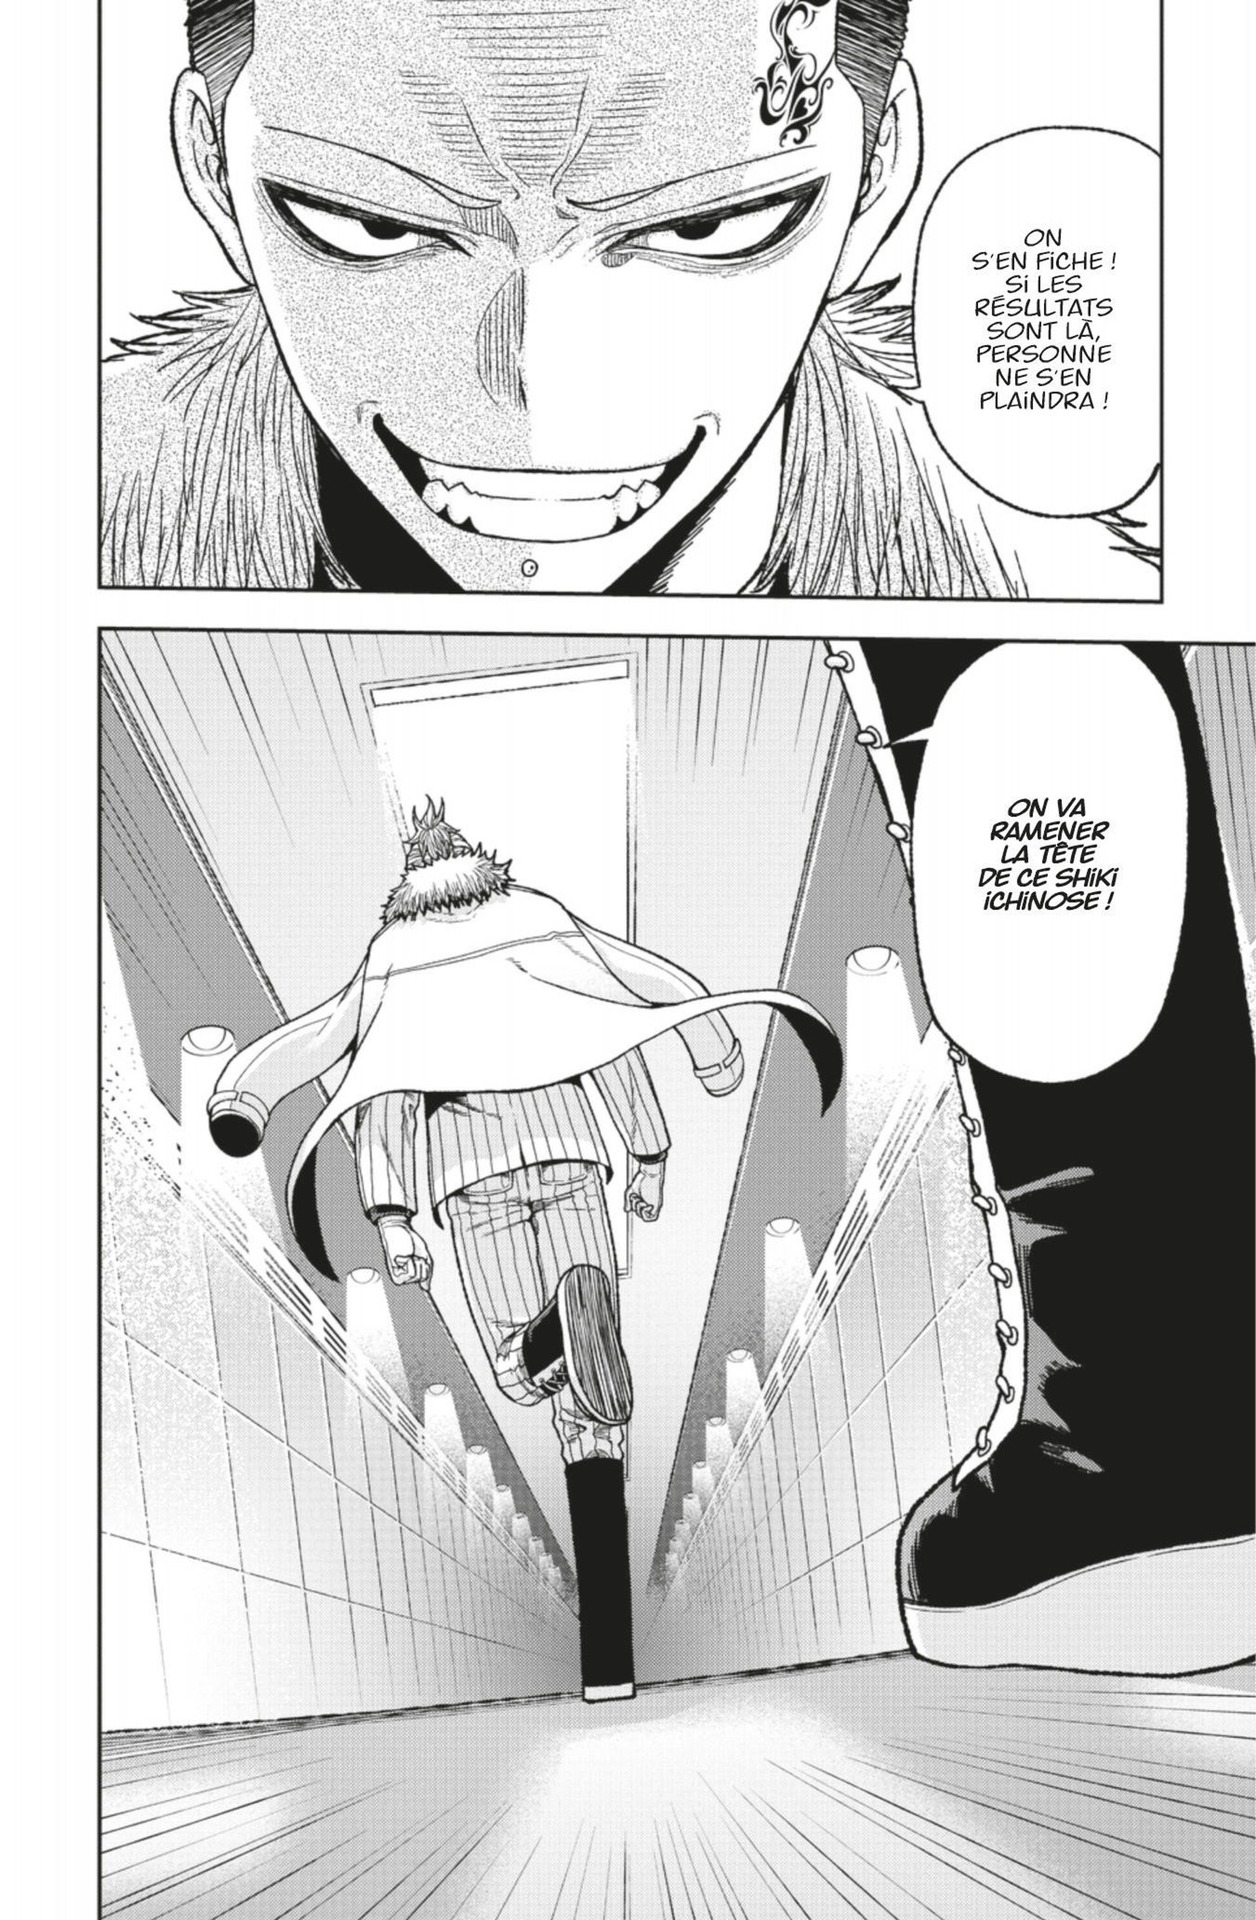 ON
S'EN FiCHE !
Si LES
RÉSULTATS
SONT LÀ,
PERSONNE
NE S'EN
PLAiNDRA !
ON VA
RAMENER
LA TÊTE
DE CE SHiKi
iCHiNOSE !